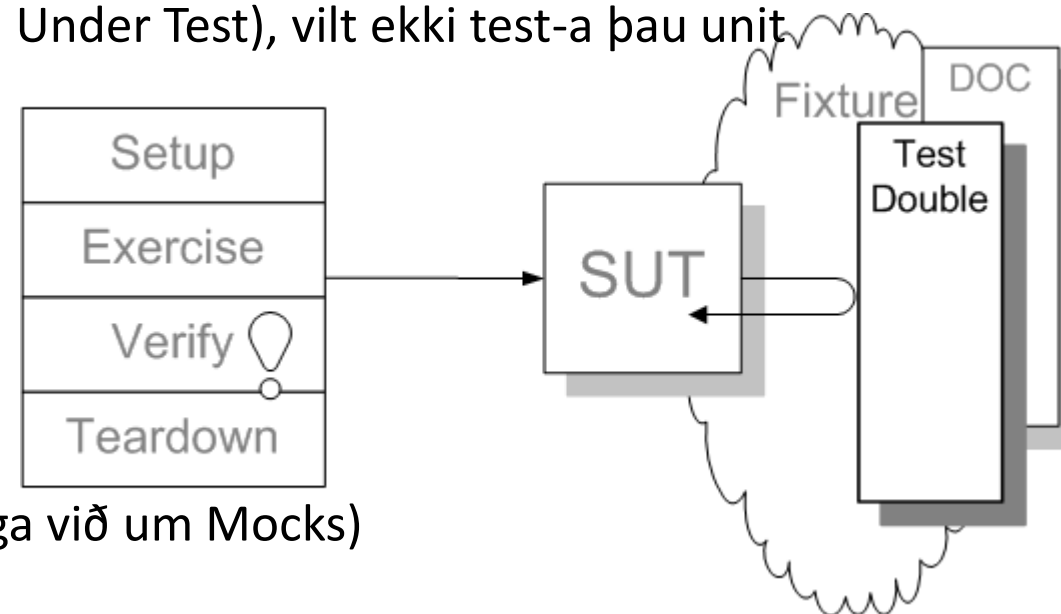 Under Test), vilt ekki test-a þau unit
Setup
Exercise
Verify
Teardown
SUT
Fixture
DOC
Test
Double
við um Mocks)